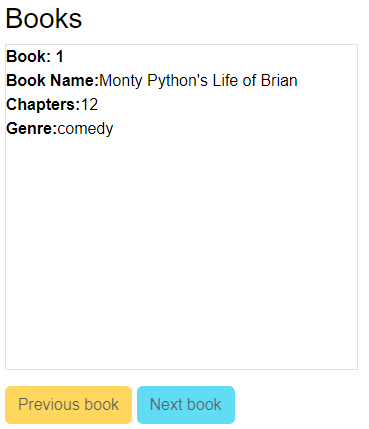 Books
Book: 1
Book Name:Monty Python's Life of Brian
Chapters:12
Genre:comedy
Previous book Next book